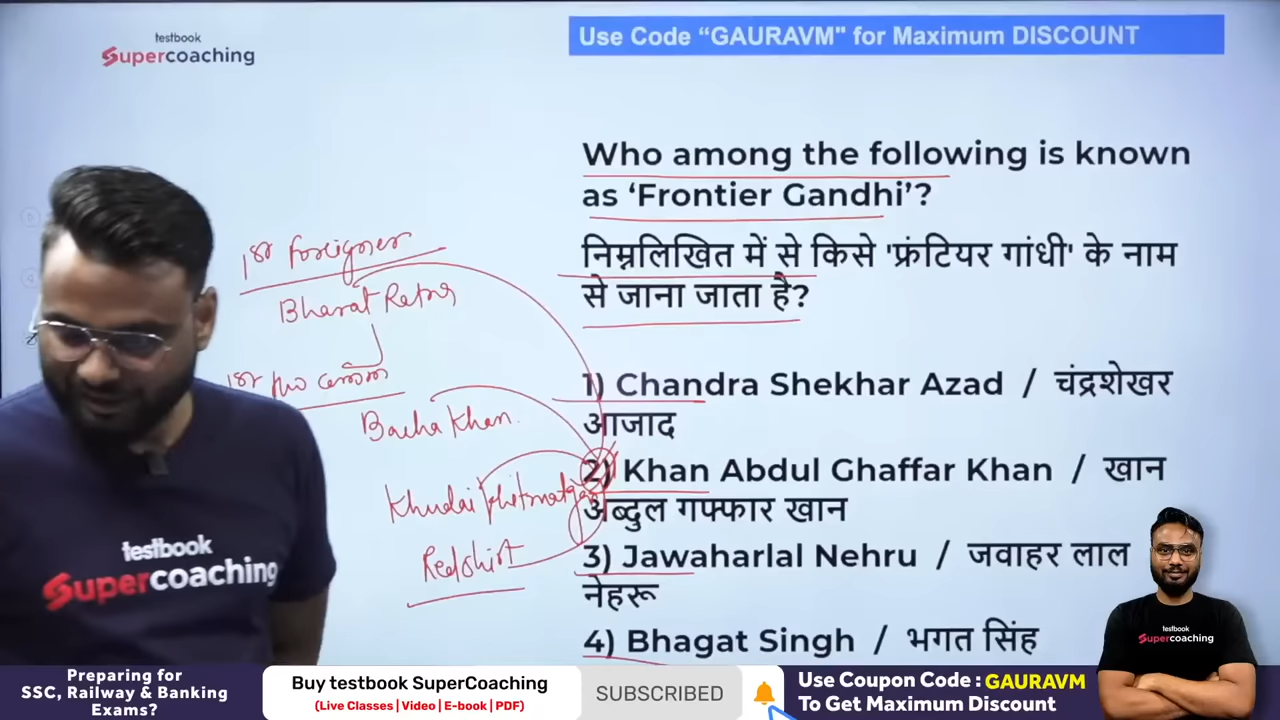 testbook
Supercoaching
Use Code “GAURAVM" for Maximum DISCOUNT
Who among the following is known
as ‘Frontier Gandhi’?
निम्नलिखित में से किसे 'फ्रंटियर गांधी' के नाम
से जाना जाता है?
1) Chandra Shekhar Azad / चंद्रशेखर
आजाद
2) Khan Abdul Ghaffar Khan / खान
अब्दुल गफ्फार खान
3) Jawaharlal Nehru / जवाहर लाल
नेहरू
4) Bhagat Singh / भगत सिंह
1st foreigner
Bharat Ratna
1st
Bacha Khan
Khudai
Redshirt
testbook
Supercoaching
testbook
Supercoaching
Preparing for
SSC, Railway & Banking
Exams?
Buy testbook SuperCoaching
(Live Classes | Video | E-book | PDF)
SUBSCRIBED
Use Coupon Code : GAURAVM
To Get Maximum Discount